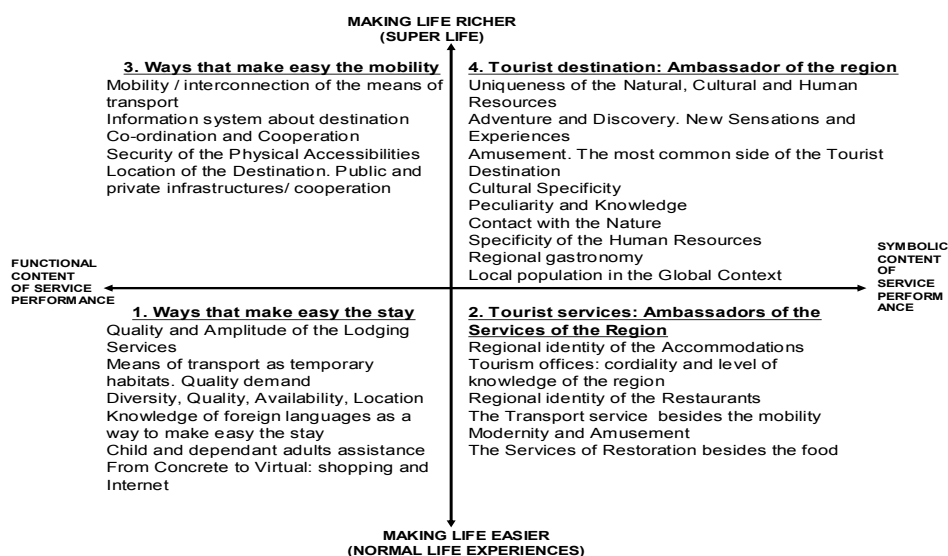 MAKING LIFE RICHER
(SUPER LIFE)
3. Ways that make easy the mobility
Mobility / interconnection of the means of
transport
Information system about destination
Co-ordination and Cooperation
Security of the Physical Accessibilities
Location of the Destination. Public and
private infrastructures/ cooperation
4. Tourist destination: Ambassador of the region
Uniqueness of the Natural, Cultural and Human
Resources
Adventure and Discovery. New Sensations and
Experiences
Amusement. The most common side of the Tourist
Destination
Cultural Specificity
Peculiarity and Knowledge
Contact with the Nature
Specificity of the Human Resources
Regional gastronomy
Local population in the Global Context
FUNCTIONAL
CONTENT
OF SERVICE
PERFORMANCE
SYMBOLIC
CONTENT
OF
SERVICE
PERFORM
ANCE
1. Ways that make easy the stay
Quality and Amplitude of the Lodging
Services
Means of transport as temporary
habitats. Quality demand
Diversity, Quality, Availability, Location
Knowledge of foreign languages as a
way to make easy the stay
Child and dependant adults assistance
From Concrete to Virtual: shopping and
Internet
2. Tourist services: Ambassadors of the
Services of the Region
Regional identity of the Accommodations
Tourism offices: cordiality and level of
knowledge of the region
Regional identity of the Restaurants
The Transport service besides the mobility
Modernity and Amusement
The Services of Restoration besides the food
MAKING LIFE EASIER
(NORMAL LIFE EXPERIENCES)